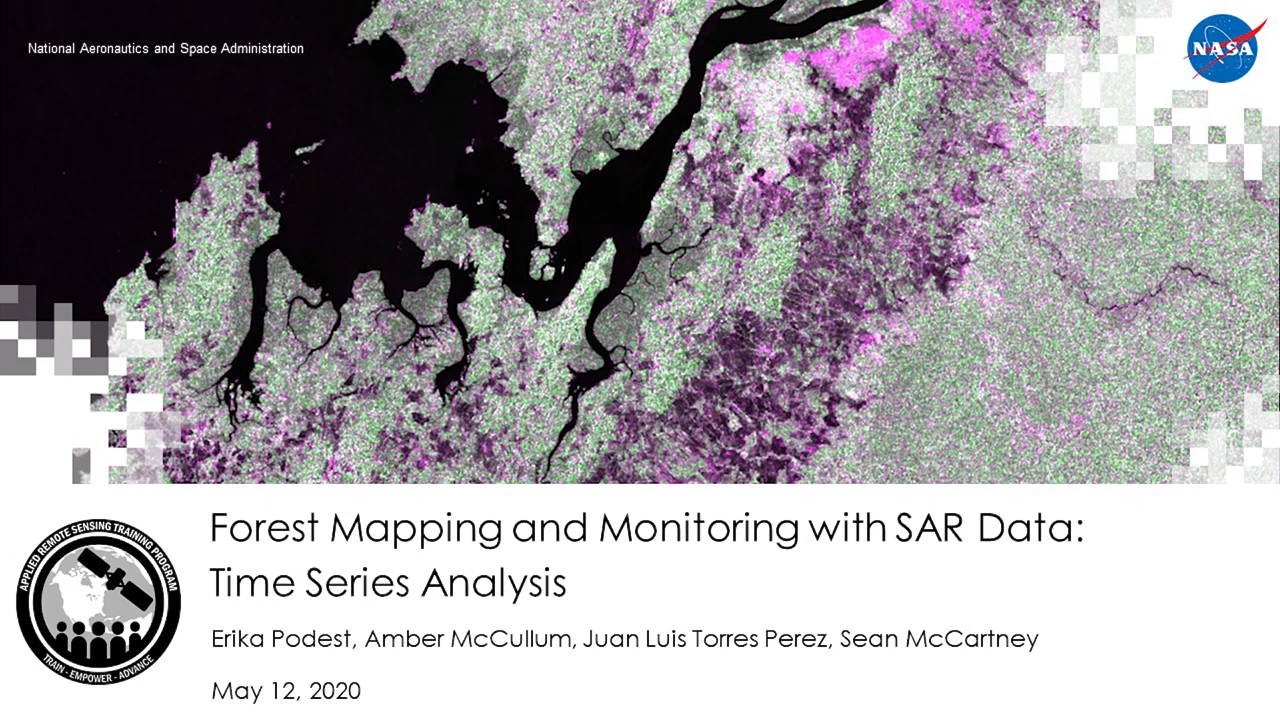 National Aeronautics and Space Administration
NASA
Forest Mapping and Monitoring with SAR Data:
Time Series Analysis
APPLIED REMOTE SENSING TRAINING PROGRAM
TRAIN - EMPOWER - ADVANCE
Erika Podest, Amber McCullum, Juan Luis Torres Perez, Sean McCartney
May 12, 2020